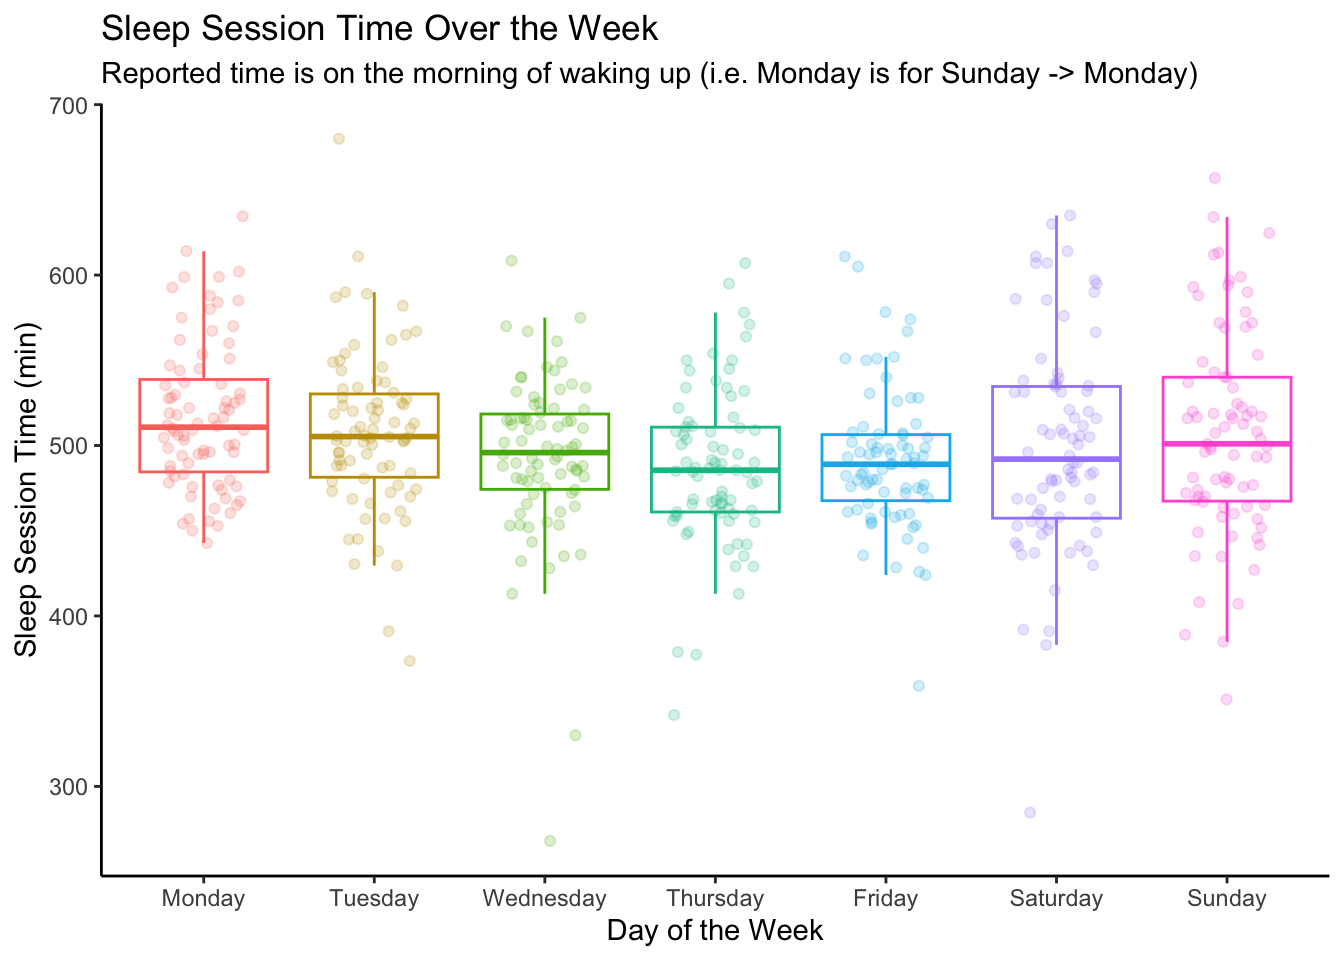 Sleep Session Time Over the Week
Reported time is on the morning of waking up (i.e. Monday is for Sunday -> Monday)
Sleep Session Time (min)
700
600
500
400
300
Monday Tuesday Wednesday Thursday Friday Saturday Sunday
Day of the Week